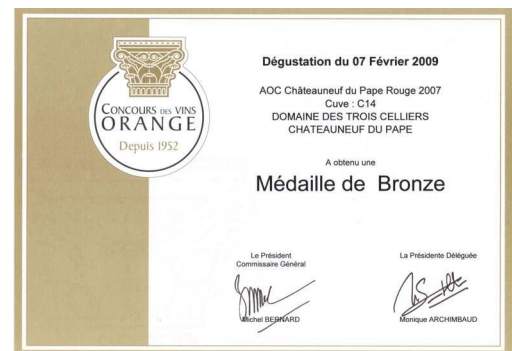 CONCOURS DES VINS
ORANGE
Depuis 1952
Dégustation du 07 Février 2009
AOC Châteauneuf du Pape Rouge 2007
Cuve : C14
DOMAINE DES TROIS CELLIERS
CHATEAUNEUF DU PAPE
A obtenu une
Médaille de Bronze
Le Président
Commissaire Général
Michel BERNARD
La Présidente Déléguée
Monique ARCHIMBAUD